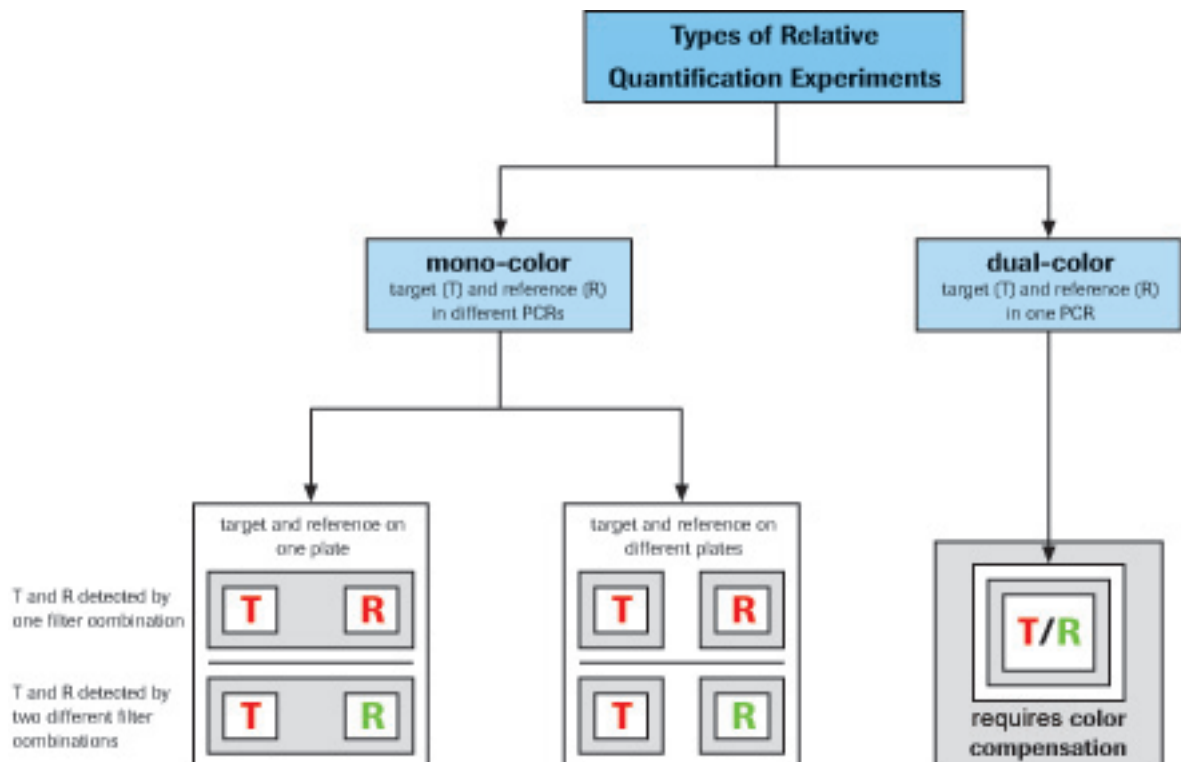 Types of Relative
Quantification Experiments
mono-color
target (T) and reference (R)
in different PCRs
dual-color
target (T) and reference (R)
in one PCR
target and reference on
one plate
target and reference on
different plates
T and R detected by
one filter combination
T R
T R
T/R
T and R detected by
two different filter
combinations
T R
T R
requires color
compensation